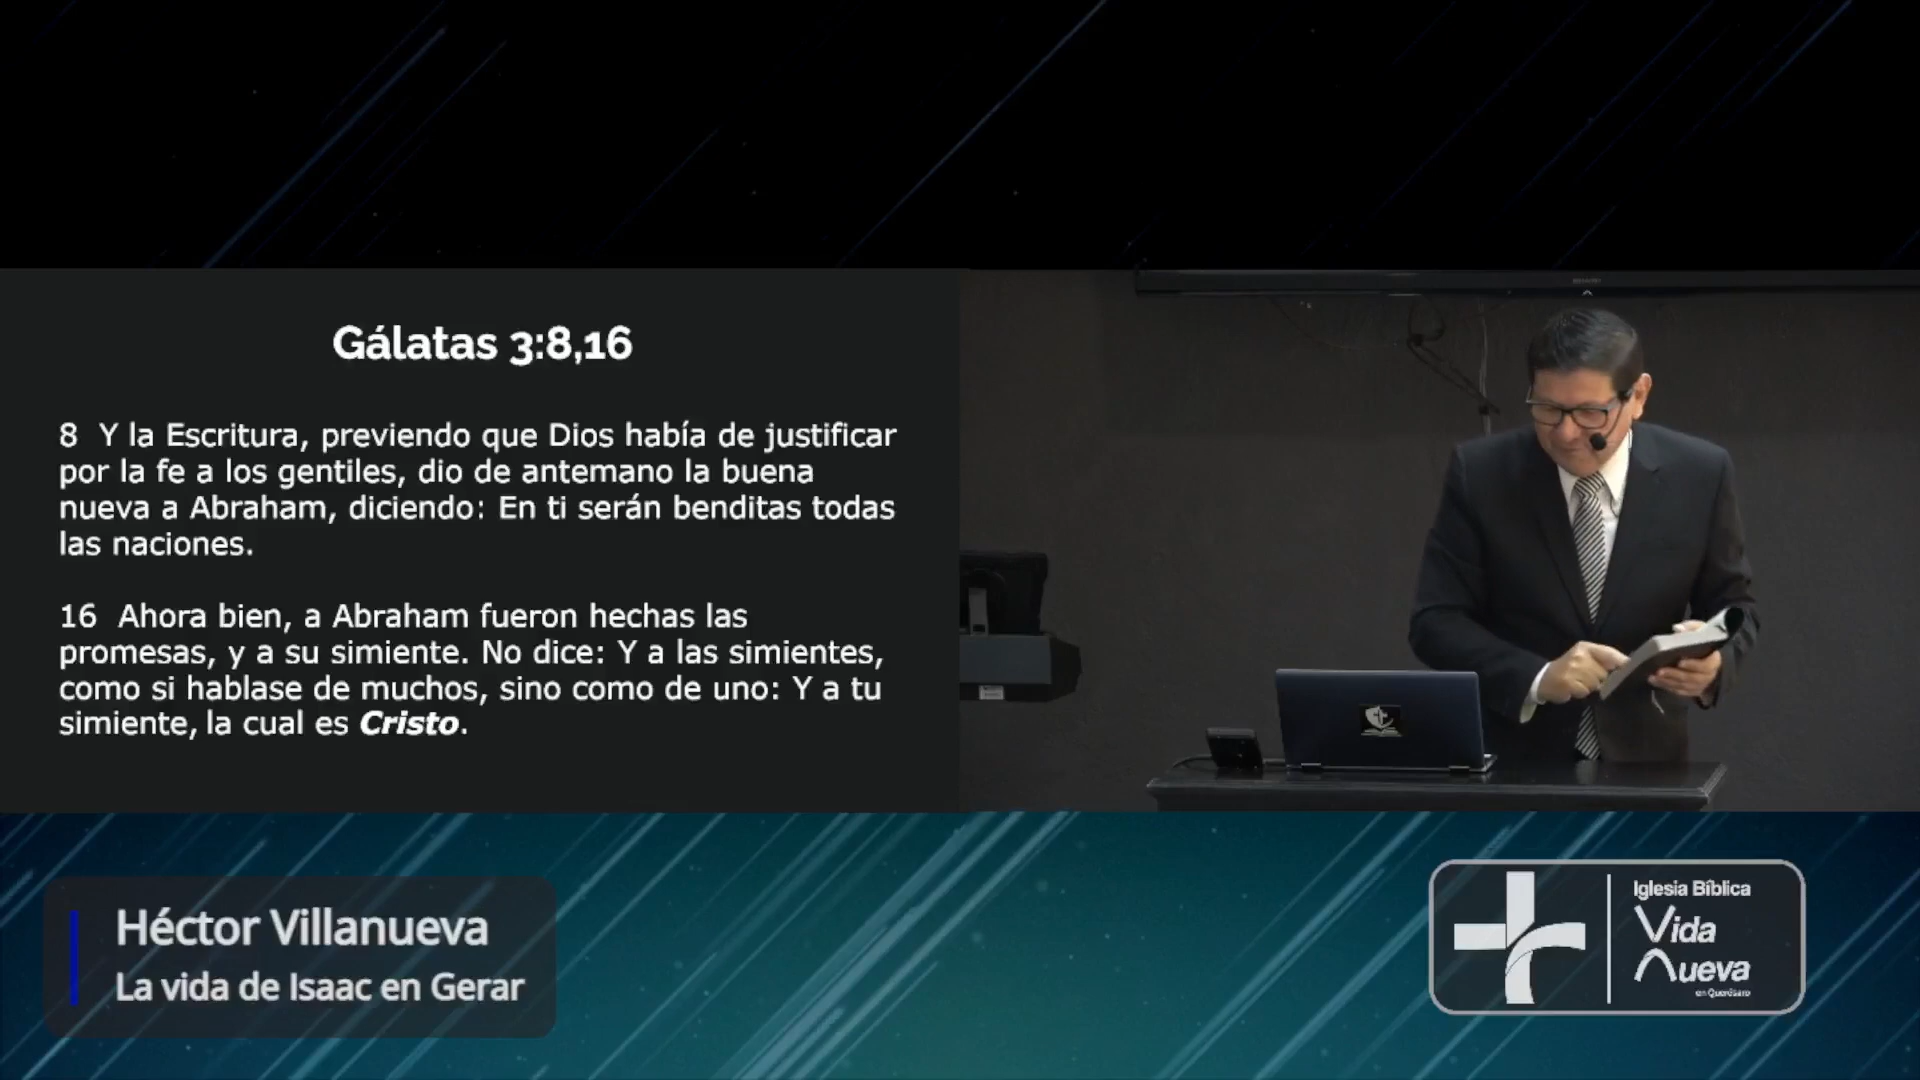 Gálatas 3:8,16
8 Y la Escritura, previendo que Dios había de justificar
por la fe a los gentiles, dio de antemano la buena
nueva a Abraham, diciendo: En ti serán benditas todas
las naciones.
16 Ahora bien, a Abraham fueron hechas las
promesas, y a su simiente. No dice: Y a las simientes,
como si hablase de muchos, sino como de uno: Y a tu
simiente, la cual es Cristo.
Héctor Villanueva
La vida de Isaac en Gerar
Iglesia Bíblica
Vida
Nueva
en Querétaro